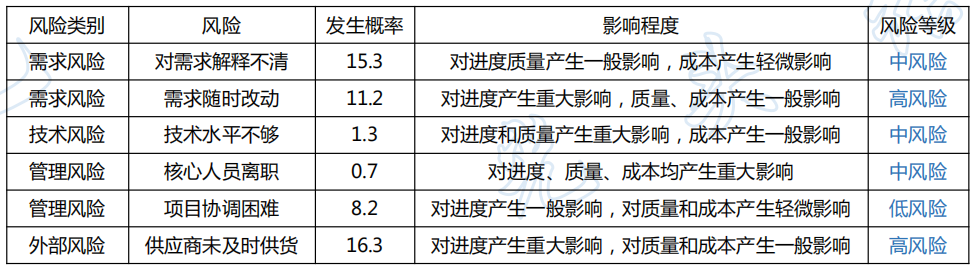 风险类别 风险 发生概率 影响程度 风险等级
需求风险 对需求解释不清 15.3 对进度质量产生一般影响，成本产生轻微影响 中风险
需求风险 需求随时改动 11.2 对进度产生重大影响，质量、成本产生一般影响 高风险
技术风险 技术水平不够 1.3 对进度和质量产生重大影响，成本产生一般影响 中风险
管理风险 核心人员离职 0.7 对进度、质量、成本均产生重大影响 中风险
管理风险 项目协调困难 8.2 对进度产生一般影响，对质量和成本产生轻微影响 低风险
外部风险 供应商未及时供货 16.3 对进度产生重大影响，对质量和成本产生一般影响 高风险